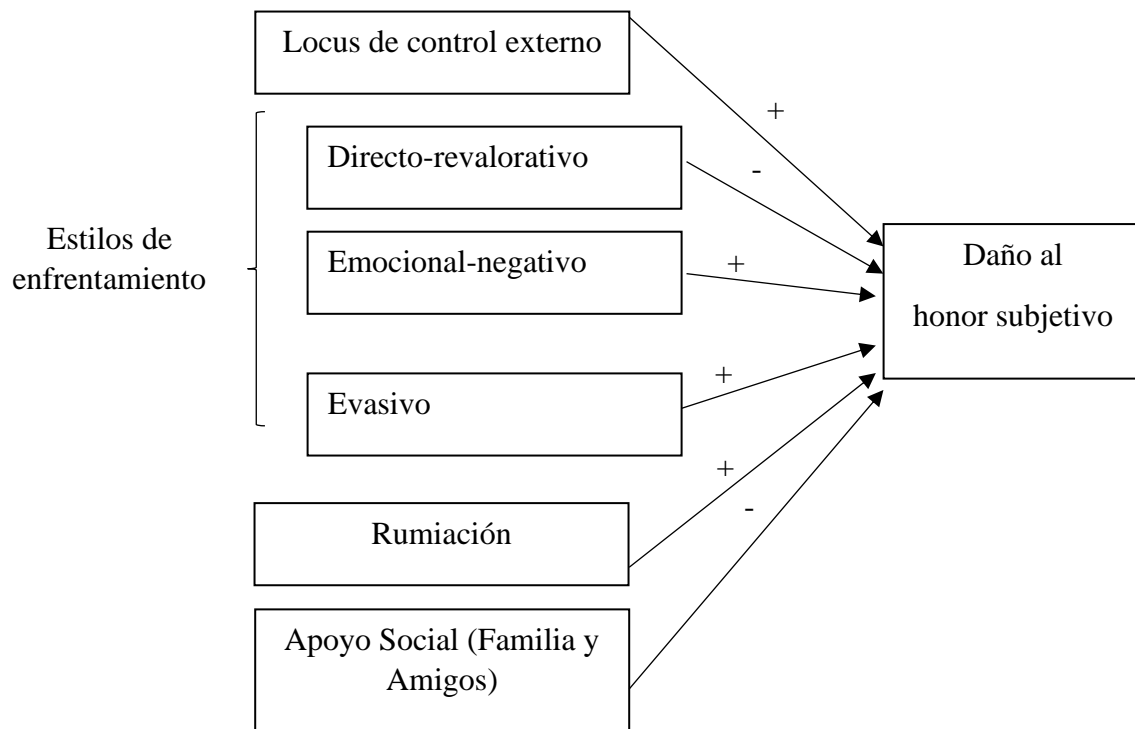 Locus de control externo
+
Directo-revalorativo
-
Estilos de
enfrentamiento
Emocional-negativo
+
Daño al
honor subjetivo
Evasivo
+
Rumiación
+
-
Apoyo Social (Familia y
Amigos)